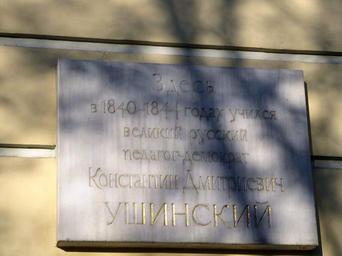 Здесь
в 1840-1844 годах учился
великий русский
педагог-демократ
Константин Дмитриевич
УШИНСКИЙ